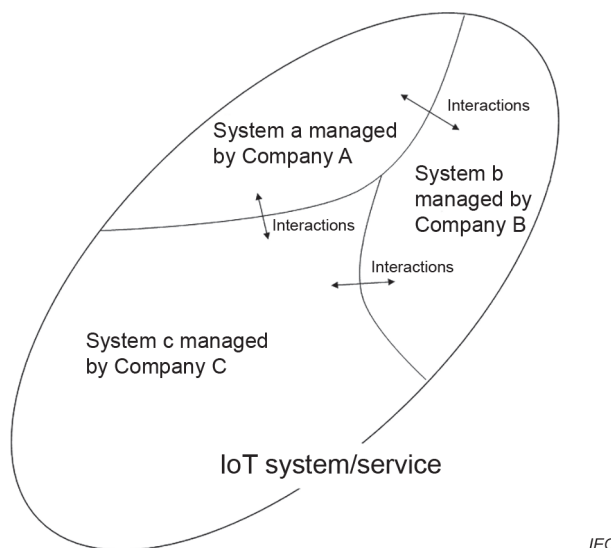 Interactions
System a managed
by Company A
System b
managed by
Company B
Interactions
Interactions
System c managed
by Company C
IoT system/service
IEC